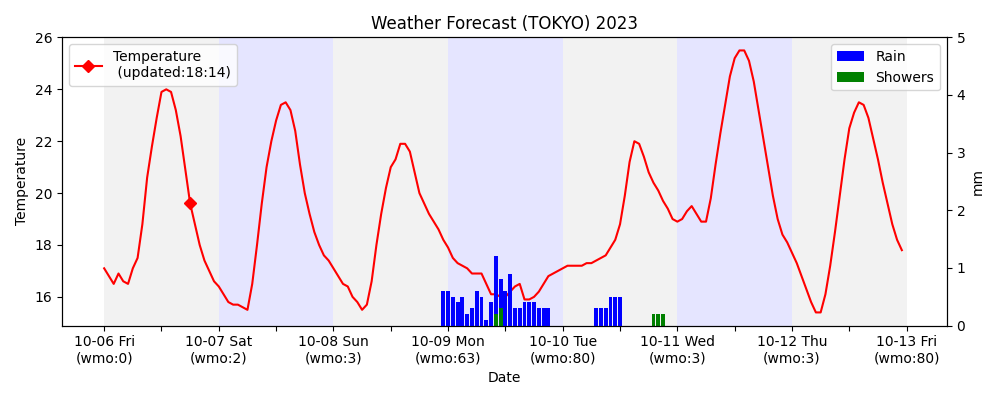 Weather Forecast (TOKYO) 2023
Temperature
(updated:18:14)
Rain
Showers
26
24
22
20
18
16
Temperature
5
4
3
2
1
0
mm
10-06 Fri
(wmo:0)
10-07 Sat
(wmo:2)
10-08 Sun
(wmo:3)
10-09 Mon
(wmo:63)
10-10 Tue
(wmo:80)
10-11 Wed
(wmo:3)
10-12 Thu
(wmo:3)
10-13 Fri
(wmo:80)
Date